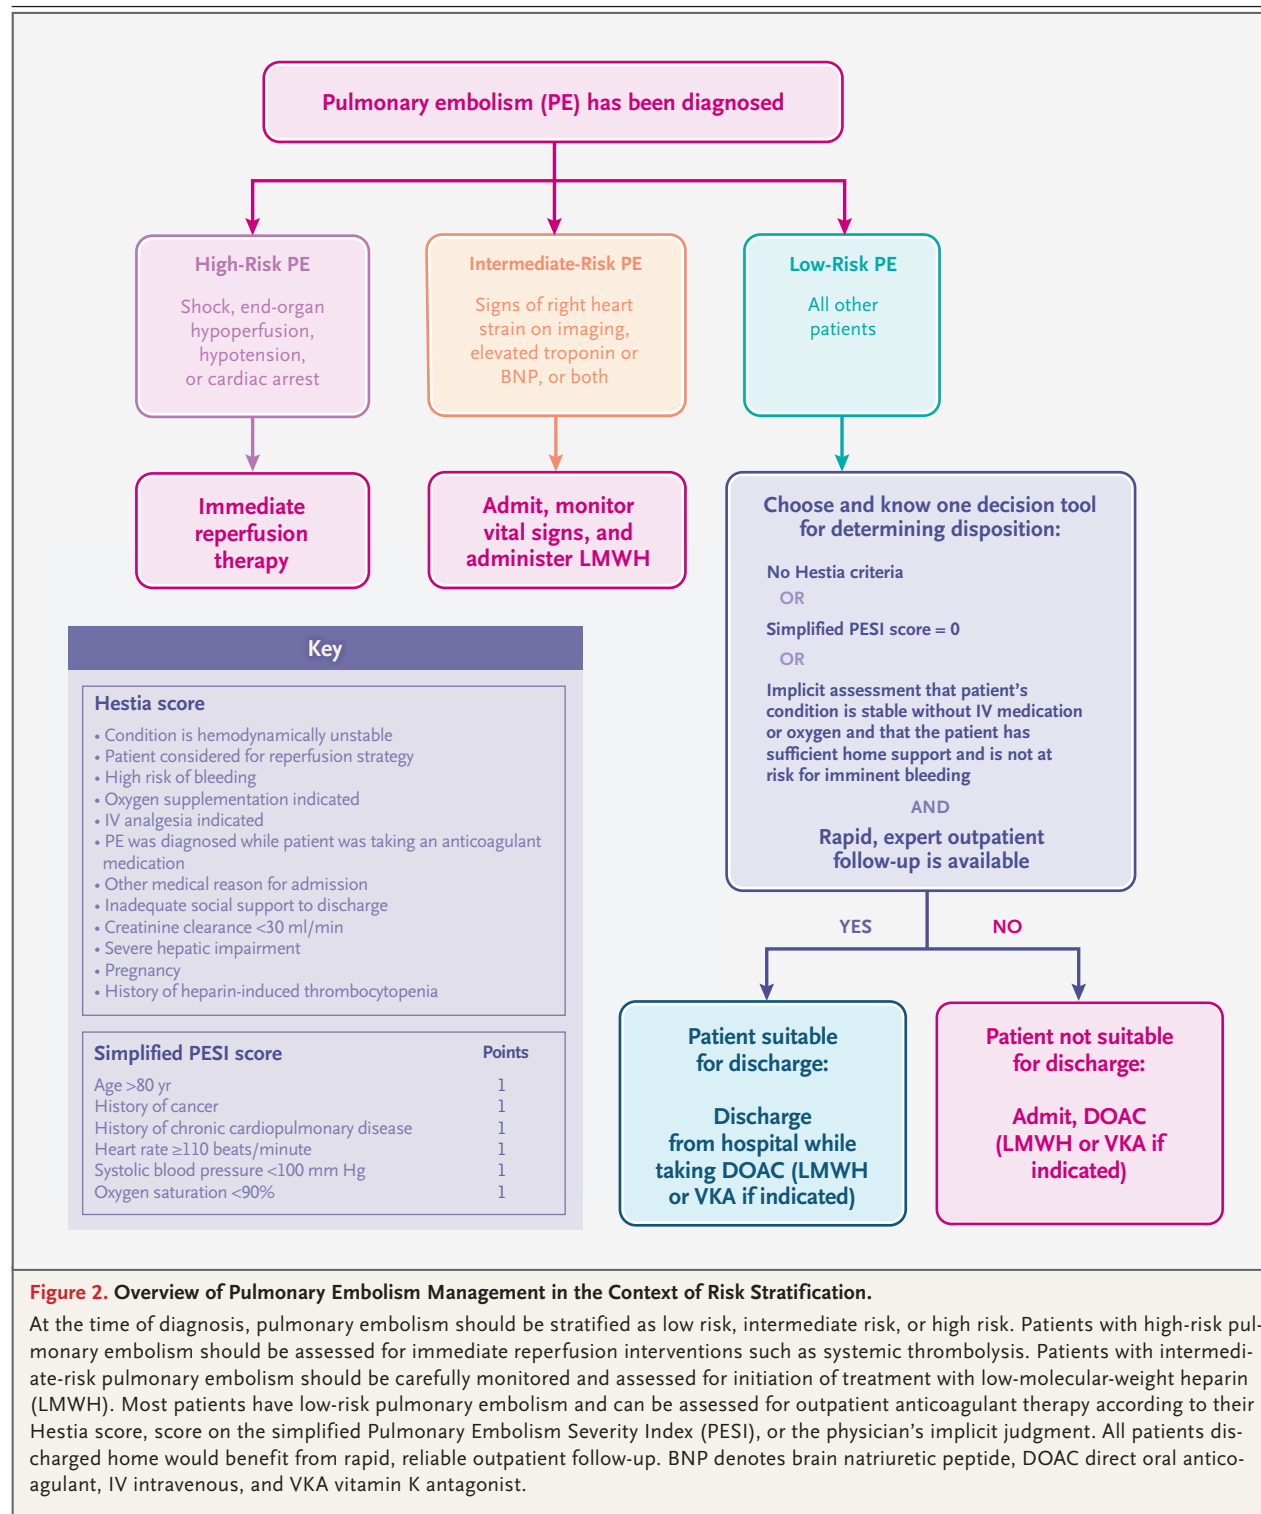 Pulmonary embolism (PE) has been diagnosed
High-Risk PE
Shock, end-organ
hypoperfusion,
hypotension,
or cardiac arrest
Intermediate-Risk PE
Signs of right heart
strain on imaging,
elevated troponin or
BNP, or both
Low-Risk PE
All other
patients
Immediate
reperfusion
therapy
Admit, monitor
vital signs, and
administer LMWH
Choose and know one decision tool
for determining disposition:
No Hestia criteria
OR
Simplified PESI score = 0
OR
Implicit assessment that patient’s
condition is stable without IV medication
or oxygen and that the patient has
sufficient home support and is not at
risk for imminent bleeding
AND
Rapid, expert outpatient
follow-up is available
YES
NO
Patient suitable
for discharge:
Discharge
from hospital while
taking DOAC (LMWH
or VKA if indicated)
Patient not suitable
for discharge:
Admit, DOAC
(LMWH or VKA if
indicated)
Key
Hestia score
• Condition is hemodynamically unstable
• Patient considered for reperfusion strategy
• High risk of bleeding
• Oxygen supplementation indicated
• IV analgesia indicated
• PE was diagnosed while patient was taking an anticoagulant
medication
• Other medical reason for admission
• Inadequate social support to discharge
• Creatinine clearance <30 ml/min
• Severe hepatic impairment
• Pregnancy
• History of heparin-induced thrombocytopenia
Simplified PESI score Points
Age >80 yr 1
History of cancer 1
History of chronic cardiopulmonary disease 1
Heart rate ≥110 beats/minute 1
Systolic blood pressure <100 mm Hg 1
Oxygen saturation <90% 1
Figure 2. Overview of Pulmonary Embolism Management in the Context of Risk Stratification.
At the time of diagnosis, pulmonary embolism should be stratified as low risk, intermediate risk, or high risk. Patients with high-risk pul-
monary embolism should be assessed for immediate reperfusion interventions such as systemic thrombolysis. Patients with intermedi-
ate-risk pulmonary embolism should be carefully monitored and assessed for initiation of treatment with low-molecular-weight heparin
(LMWH). Most patients have low-risk pulmonary embolism and can be assessed for outpatient anticoagulant therapy according to their
Hestia score, score on the simplified Pulmonary Embolism Severity Index (PESI), or the physician’s implicit judgment. All patients dis-
charged home would benefit from rapid, reliable outpatient follow-up. BNP denotes brain natriuretic peptide, DOAC direct oral antico-
agulant, IV intravenous, and VKA vitamin K antagonist.